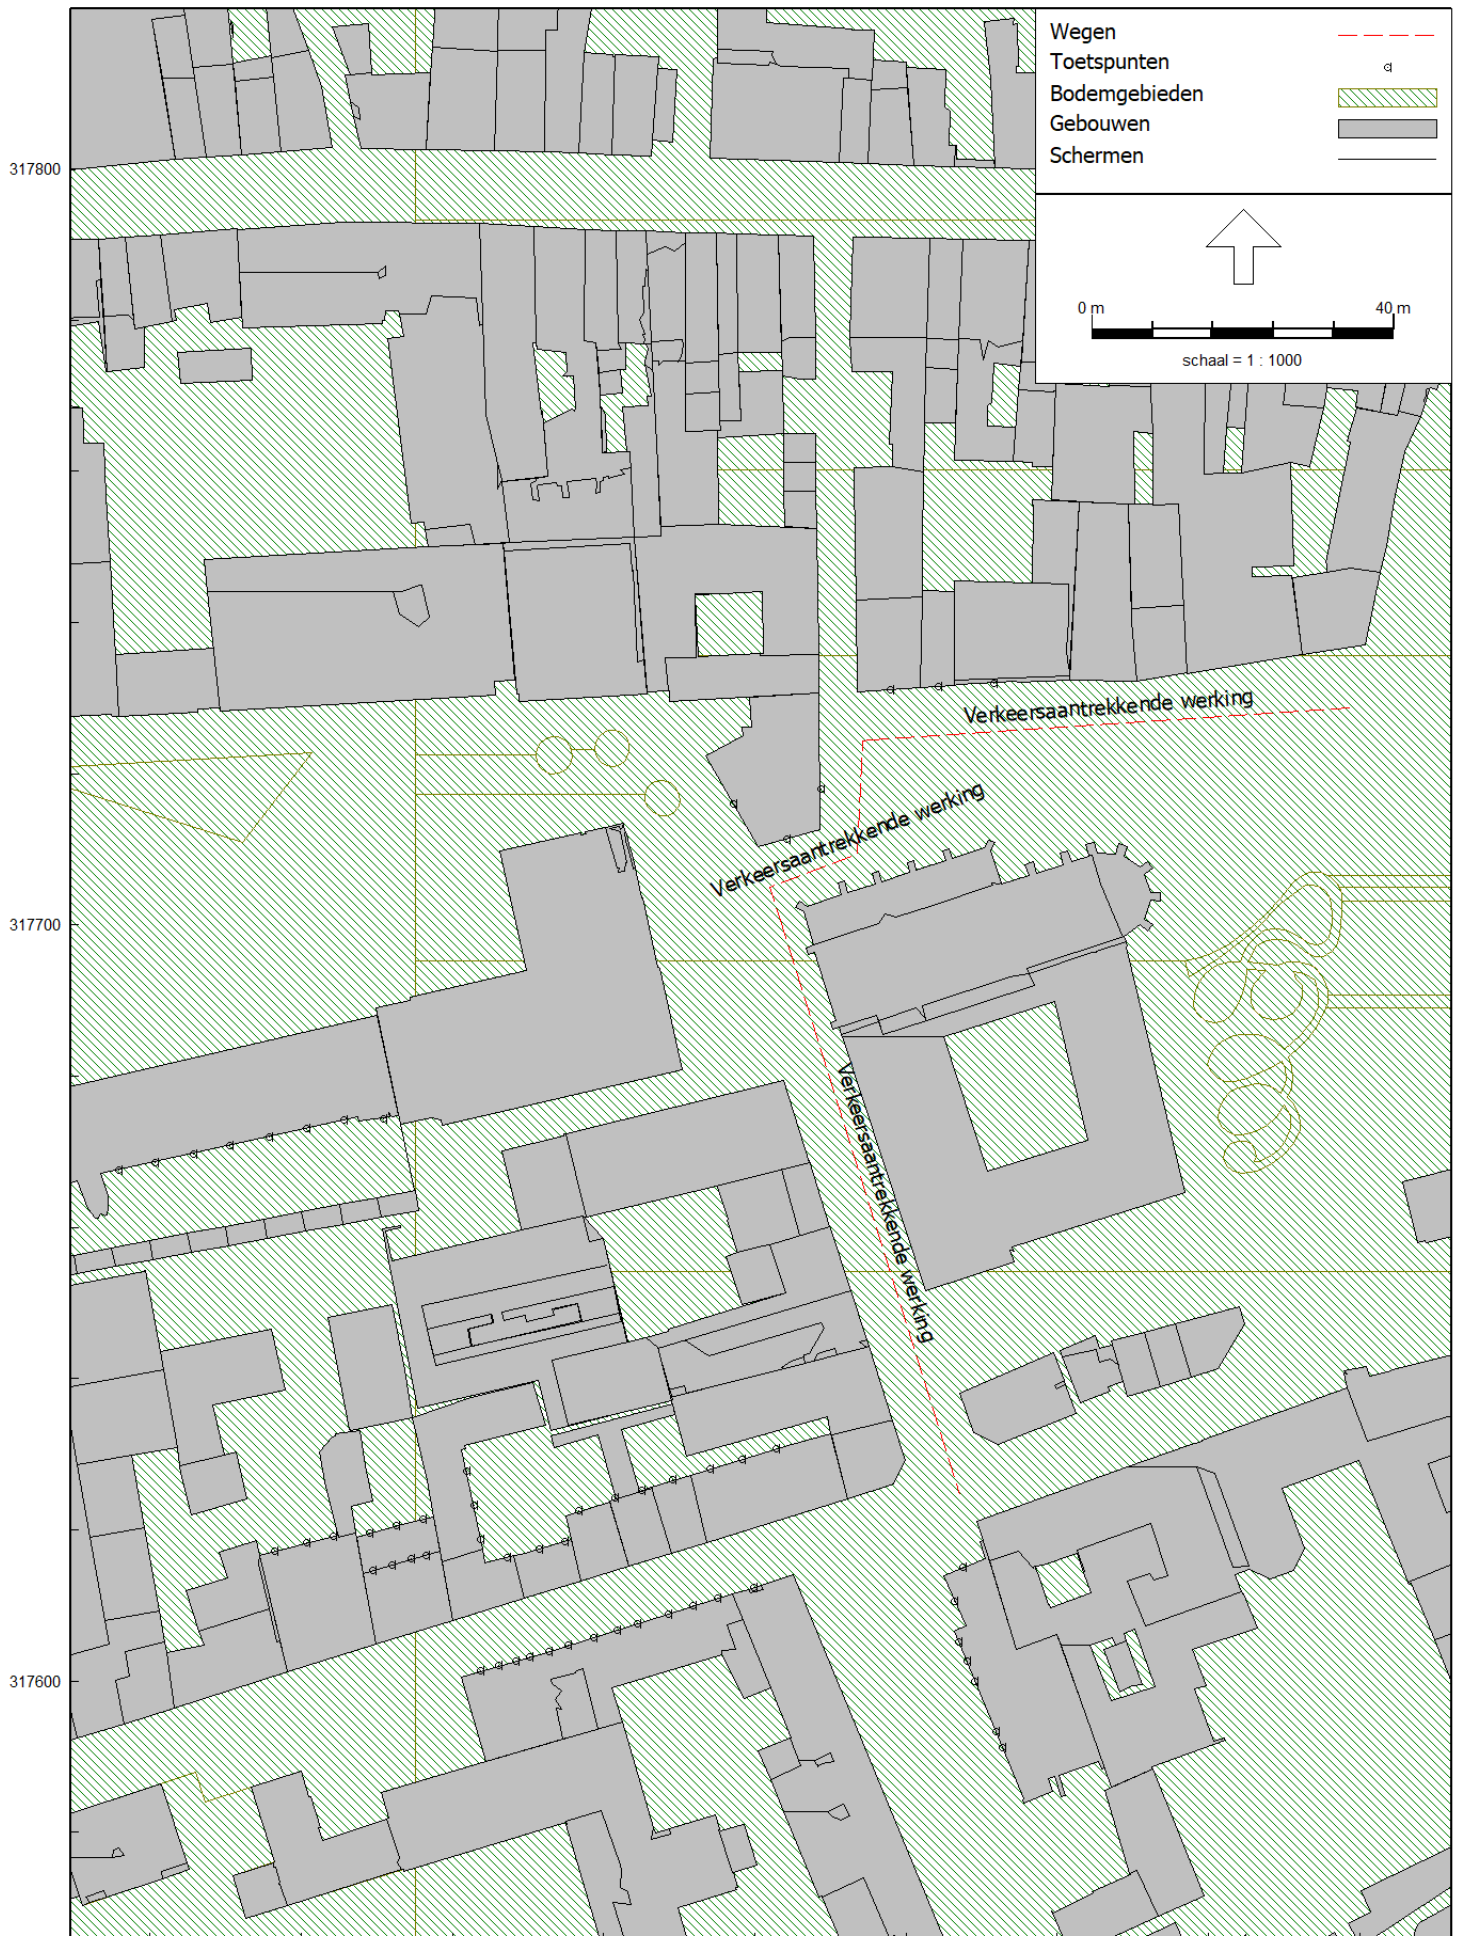 Wegen
Toetspunten
Bodemgebieden
Gebouwen
Schermen
317800
0 m 40 m
schaal = 1 : 1000
Verkeersaantrekkende werking
Verkeersaantrekkende werking
317700
Verkeersaantrekkende werking
317600